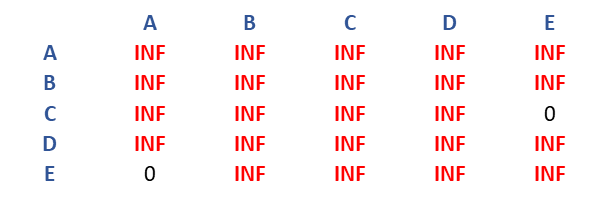 A B C D E
A INF INF INF INF INF
B INF INF INF INF INF
C INF INF INF INF 0
D INF INF INF INF INF
E 0 INF INF INF INF